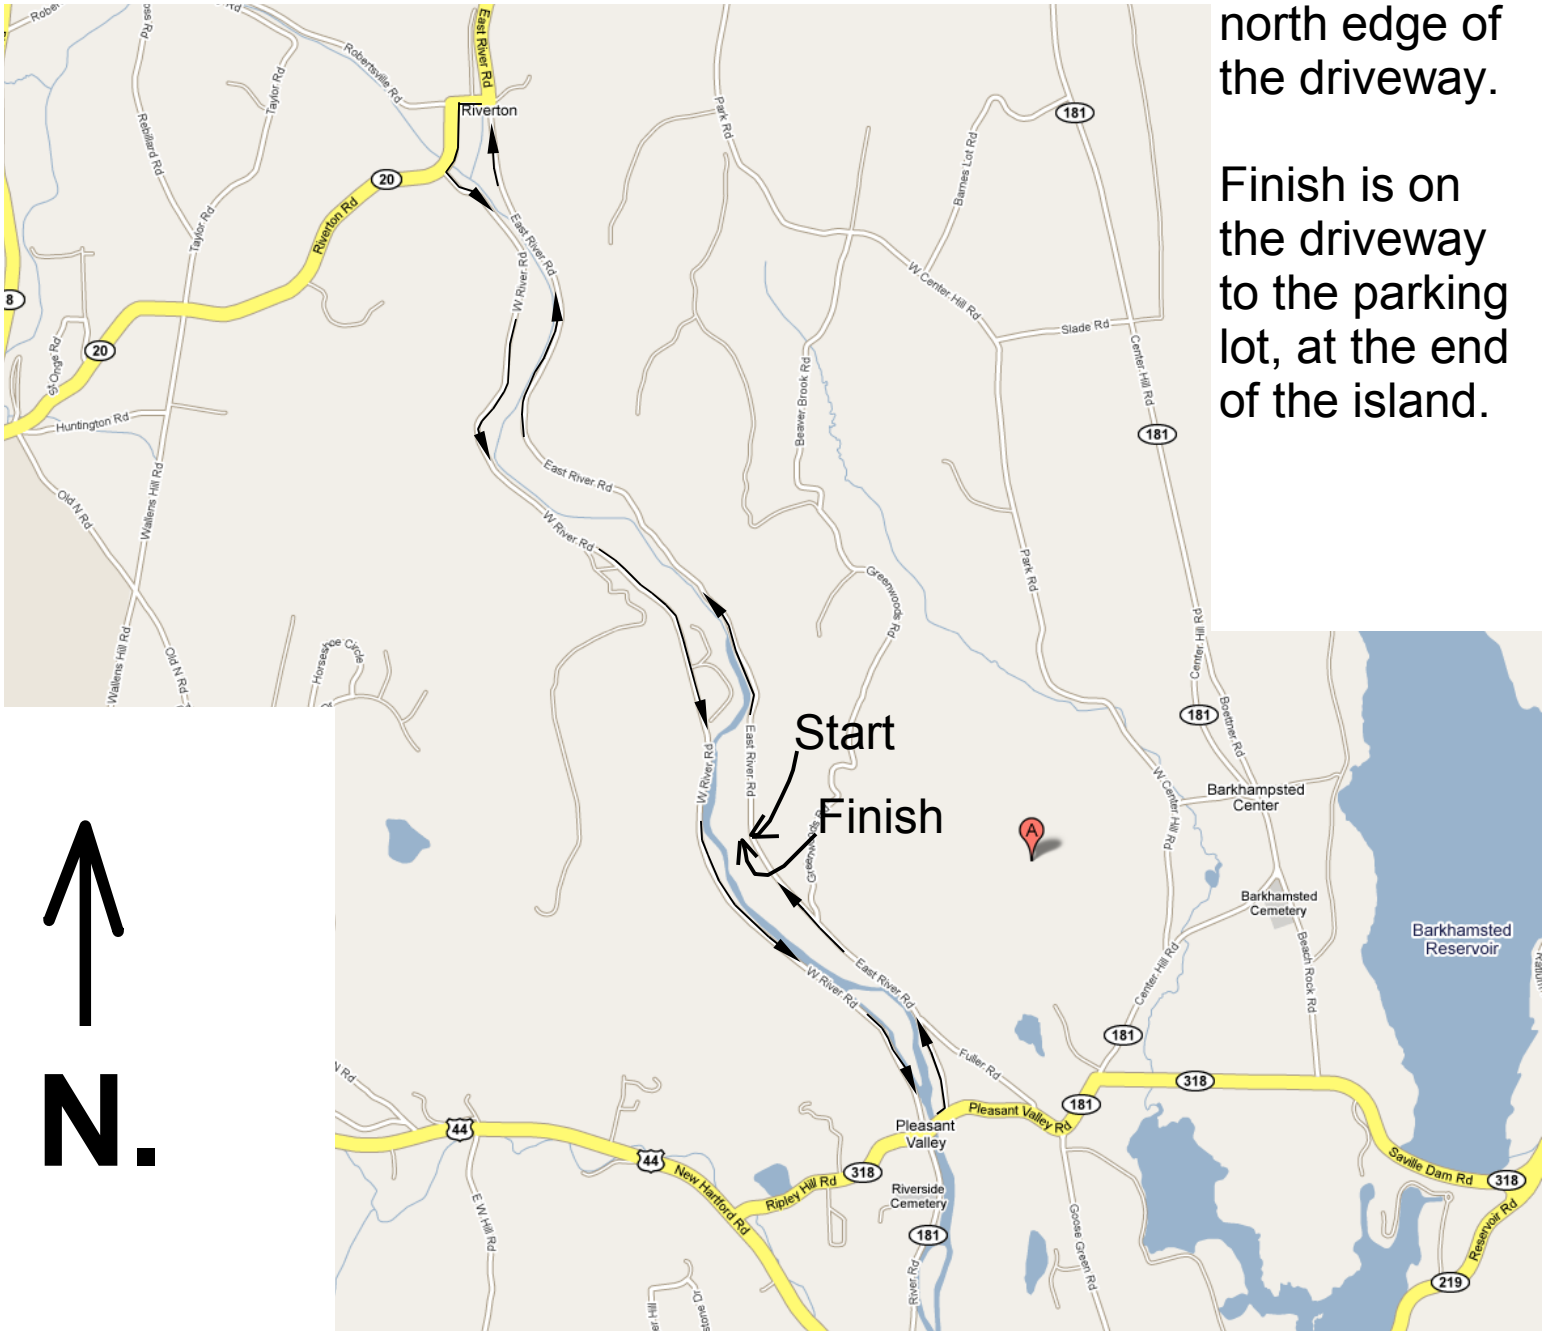 north edge of
the driveway.
Finish is on
the driveway
to the parking
lot, at the end
of the island.
East River Rd
Robertsville Rd
Riverton
Taylor Rd
Rebillard Rd
Taylor Rd
20
Riverton Rd
8
20
St Onge Rd
Huntington Rd
Wallens Hill Rd
Old N Rd
Wallens Hill Rd
Old N Rd
Horseshoe Circle
East River Rd
W River Rd
East River Rd
W River Rd
Park Rd
181
Barnes Lot Rd
W Center Hill Rd
Slade Rd
Center Hill Rd
181
Beaver Brook Rd
Greenwoods Rd
Park Rd
Center Hill Rd
181
Boettner Rd
Start
W River Rd
East River Rd
Finish
Greenwoods Rd
A
W Center Hill Rd
Barkhampsted
Center
Barkhamsted
Cemetery
Barkhamsted
Reservoir
Beach Rock Rd
Center Hill Rd
W River Rd
East River Rd
Fuller Rd
181
318
181
Pleasant Valley Rd
Pleasant
Valley
N.
N Rd
44
44
New Hartford Rd
Ripley Hill Rd
318
Riverside
Cemetery
181
River Rd
E W Hill Rd
Goose Green Rd
Saville Dam Rd
318
Reservoir Rd
219